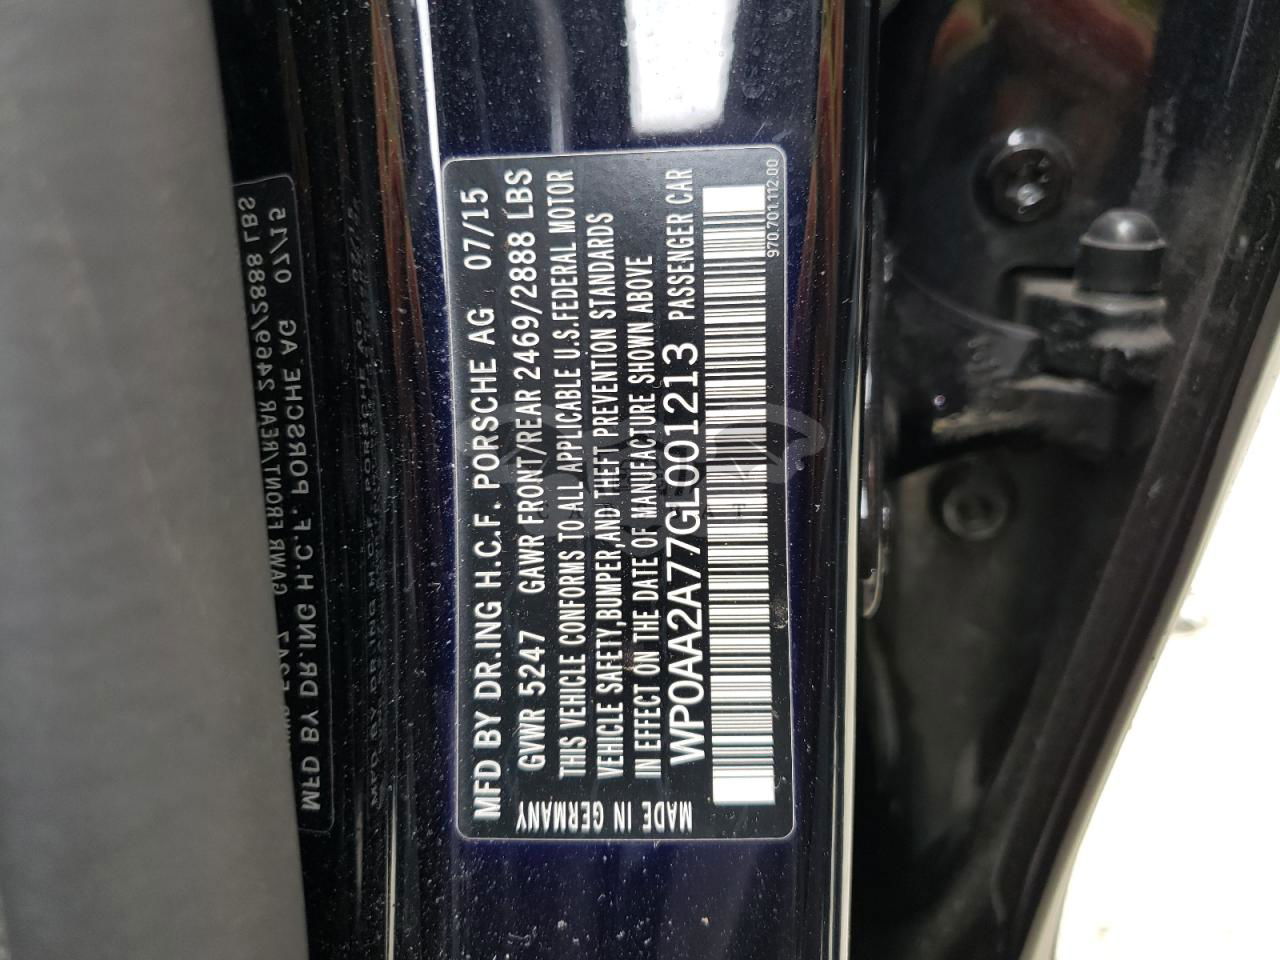 MFD BY DR.ING H.C.F. PORSCHE AG 07/15
GVWR 5247 GAWR FRONT/REAR 2469/2888 LBS
THIS VEHICLE CONFORMS TO ALL APPLICABLE U.S.FEDERAL MOTOR
VEHICLE SAFETY,BUMPER,AND THEFT PREVENTION STANDARDS
IN EFFECT ON THE DATE OF MANUFACTURE SHOWN ABOVE
WP0AA2A77GL001213 PASSENGER CAR
970.701.112.00
MADE IN GERMANY